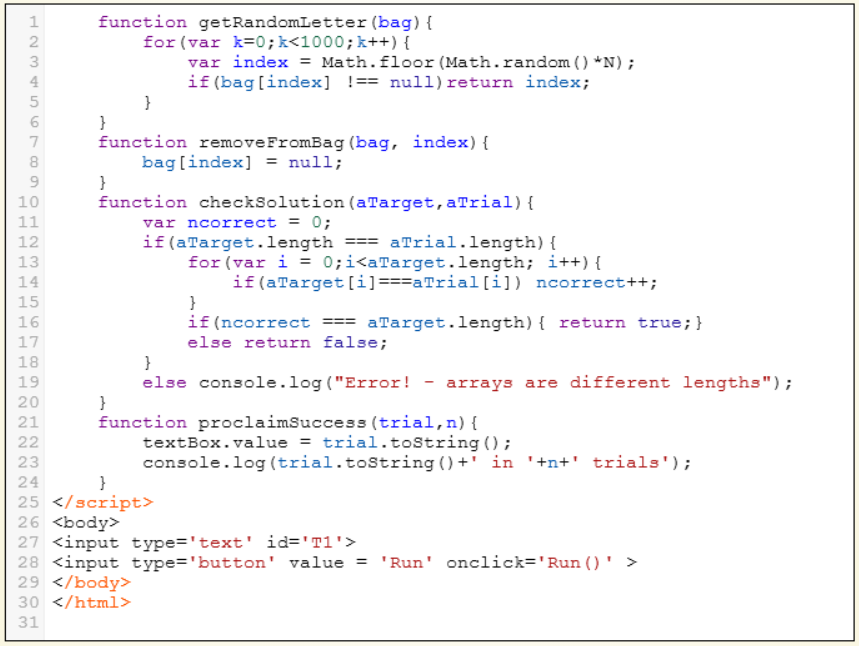 1 function getRandomLetter(bag){
2 for(var k=0;k<1000;k++){
3 var index = Math.floor(Math.random()*N);
4 if(bag[index] !== null)return index;
5 }
6 }
7 function removeFromBag(bag, index){
8 bag[index] = null;
9 }
10 function checkSolution(aTarget,aTrial){
11 var ncorrect = 0;
12 if(aTarget.length === aTrial.length){
13 for(var i = 0;i<aTarget.length; i++){
14 if(aTarget[i]===aTrial[i]) ncorrect++;
15 }
16 if(ncorrect === aTarget.length){ return true;}
17 else return false;
18 }
19 else console.log("Error! - arrays are different lengths");
20 }
21 function proclaimSuccess(trial,n){
22 textBox.value = trial.toString();
23 console.log(trial.toString()+' in '+n+' trials');
24 }
25 </script>
26 <body>
27 <input type='text' id='T1'>
28 <input type='button' value = 'Run' onclick='Run()' >
29 </body>
30 </html>
31